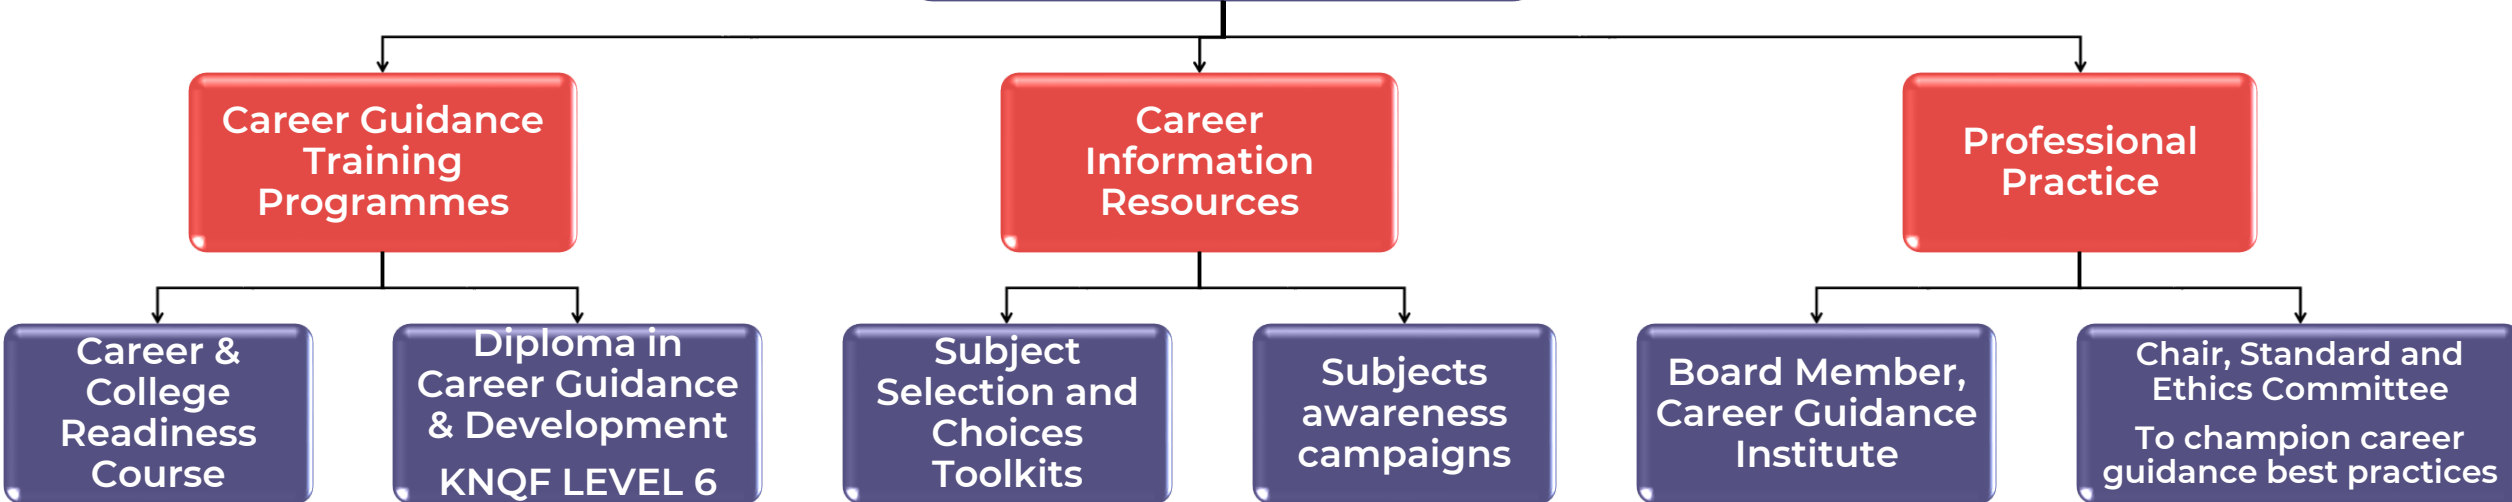 Career Guidance
Training
Programmes
Career
Information
Resources
Professional
Practice
Career &
College
Readiness
Course
Diploma in
Career Guidance
& Development
KNQF LEVEL 6
Subject
Selection and
Choices
Toolkits
Subjects
awareness
campaigns
Board Member,
Career Guidance
Institute
Chair, Standard and
Ethics Committee
To champion career
guidance best practices